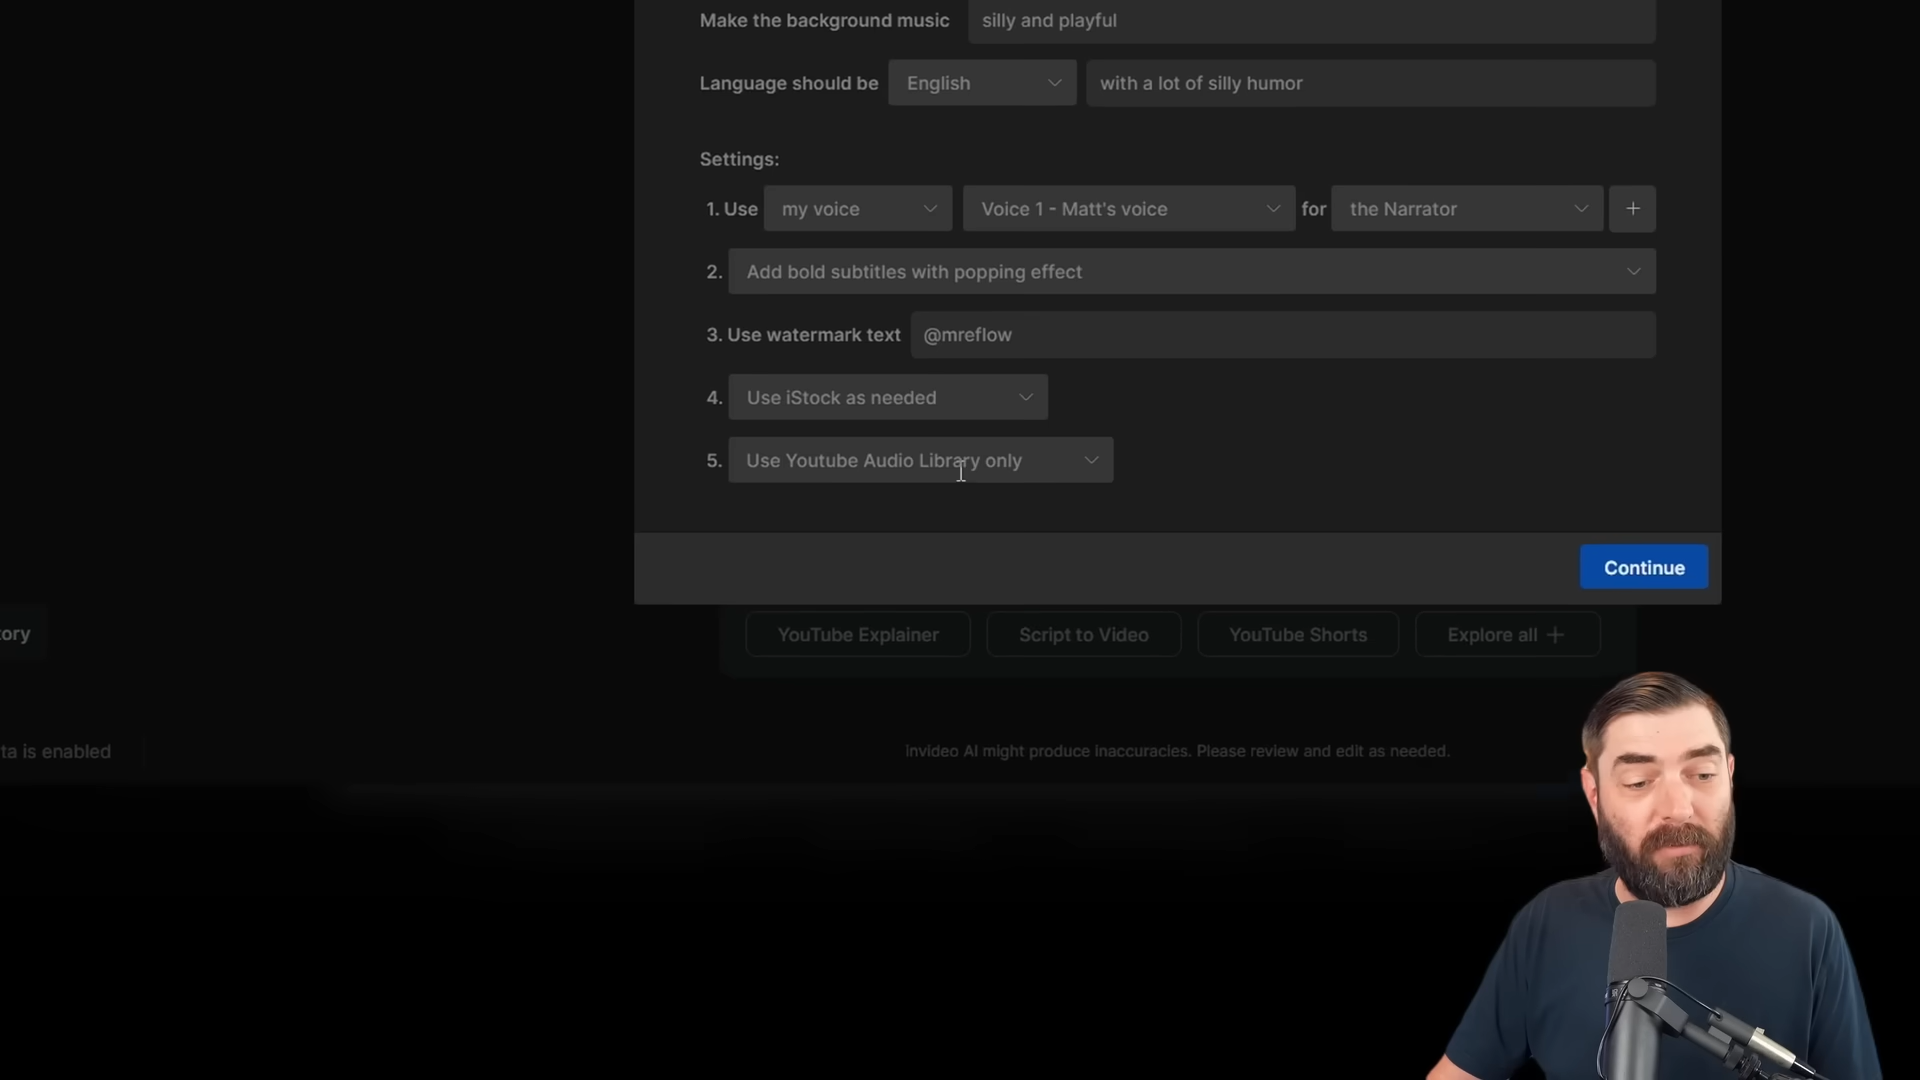 Make the background music silly and playful
Language should be English with a lot of silly humor
Settings:
1. Use my voice Voice 1 - Matt's voice for the Narrator +
2. Add bold subtitles with popping effect
3. Use watermark text @mreflow
4. Use iStock as needed
5. Use Youtube Audio Library only
Continue
tory YouTube Explainer Script to Video YouTube Shorts Explore all +
ta is enabled invideo AI might produce inaccuracies. Please review and edit as needed.